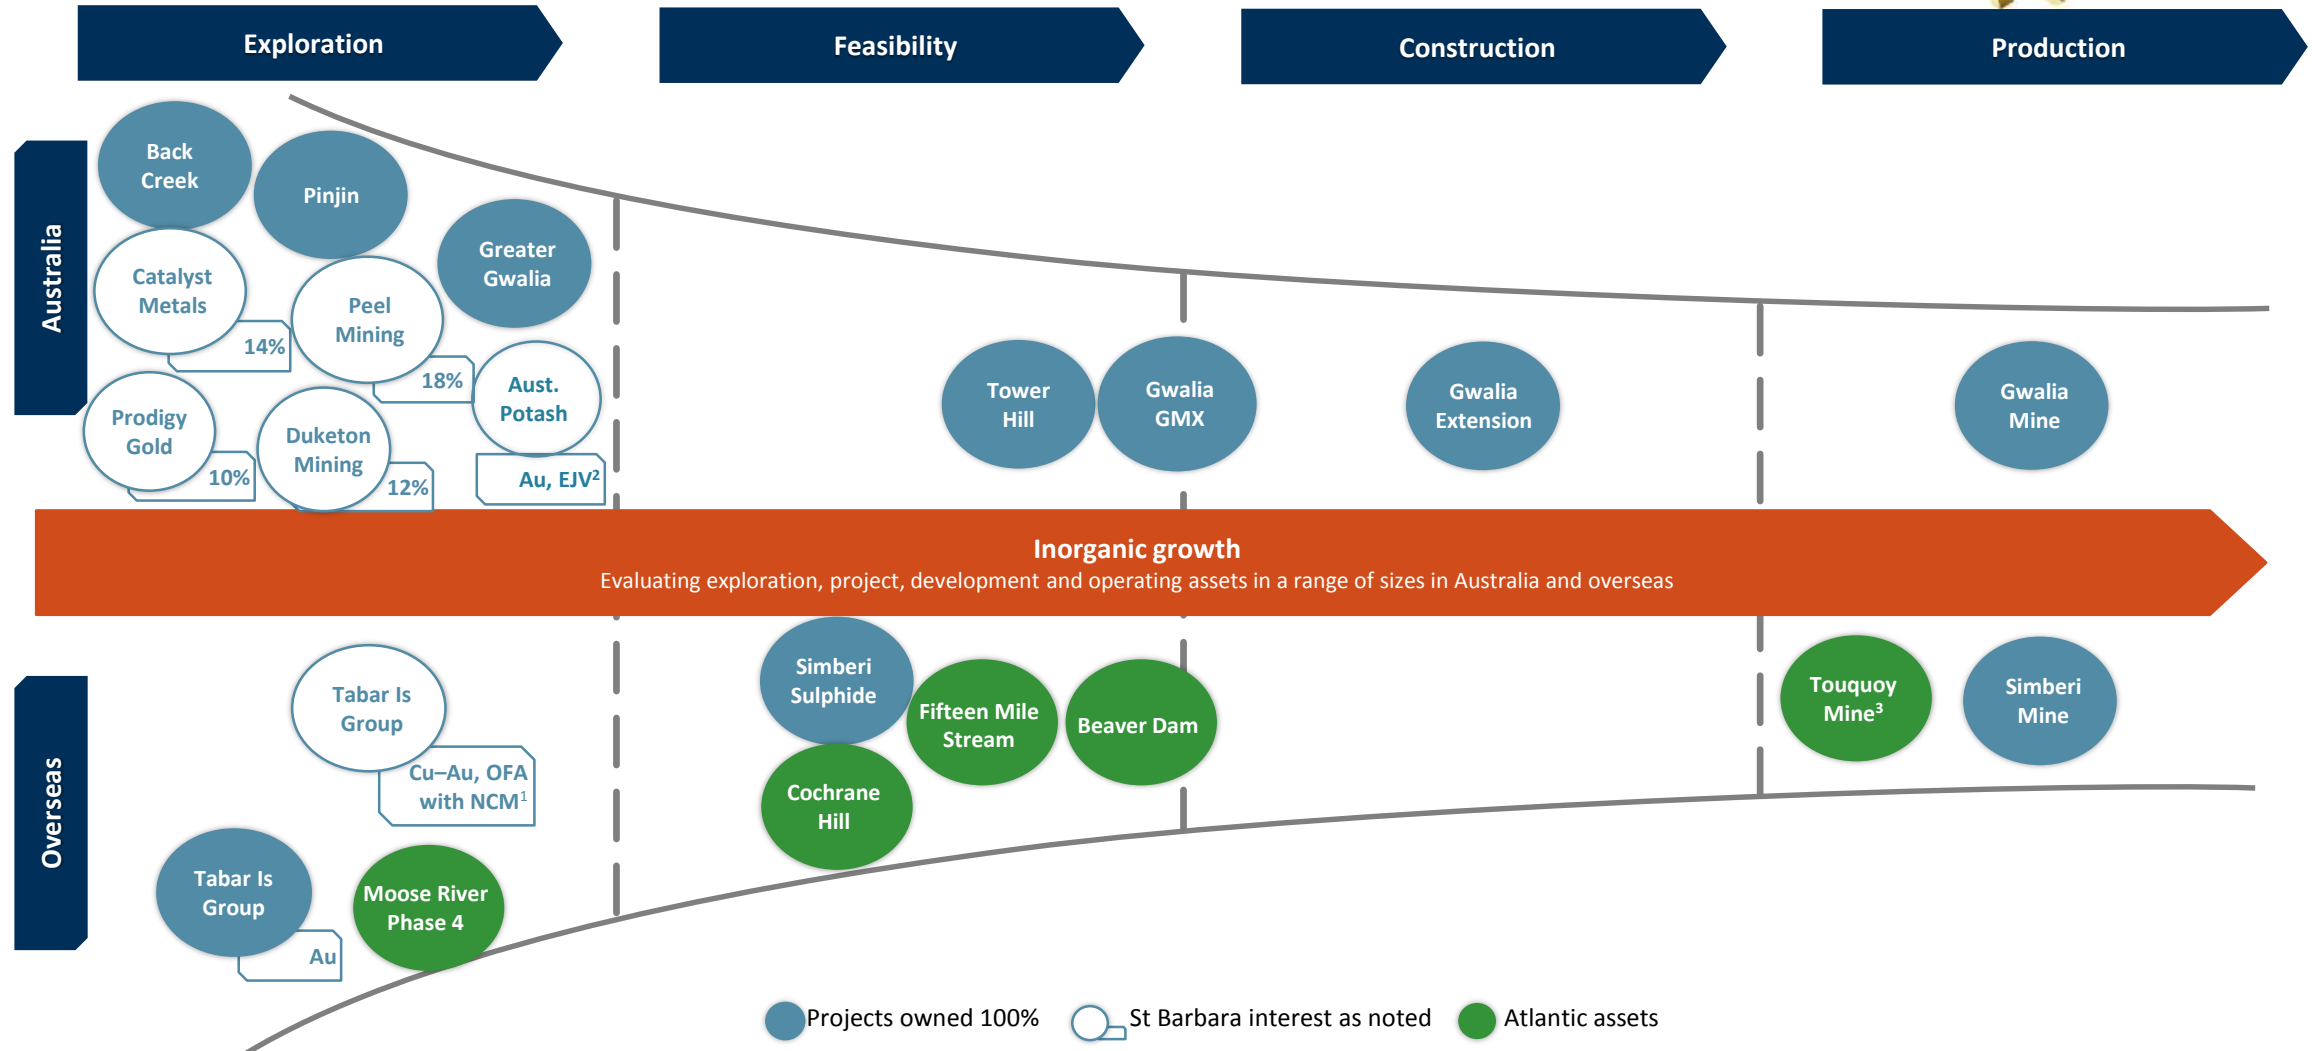 Exploration
Feasibility
Construction
Production
Australia
Back
Creek
Pinjin
Greater
Gwalia
Catalyst
Metals
14%
Peel
Mining
18%
Aust.
Potash
Au, EJV²
Prodigy
Gold
10%
Duketon
Mining
12%
Tower
Hill
Gwalia
GMX
Gwalia
Extension
Gwalia
Mine
Inorganic growth
Evaluating exploration, project, development and operating assets in a range of sizes in Australia and overseas
Overseas
Tabar Is
Group
Cu–Au, OFA
with NCM¹
Tabar Is
Group
Au
Moose River
Phase 4
Simberi
Sulphide
Cochrane
Hill
Fifteen Mile
Stream
Beaver Dam
Touquoy
Mine³
Simberi
Mine
Projects owned 100%
St Barbara interest as noted
Atlantic assets